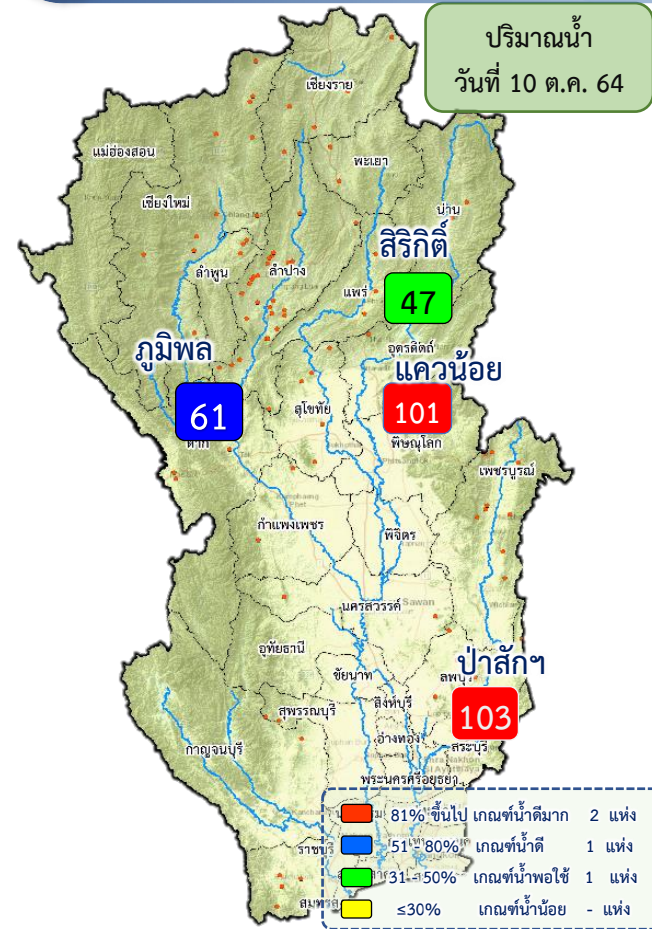 ปริมาณน้ำ
วันที่ 10 ต.ค. 64
เชียงราย
แม่ฮ่องสอน
พะเยา
เชียงใหม่
น่าน
สิริกิติ์
ลำพูน
ลำปาง
แพร่
47
อุตรดิตถ์
ภูมิพล
แควน้อย
61
สุโขทัย
101
ตาก
พิษณุโลก
เพชรบูรณ์
กำแพงเพชร
พิจิตร
นครสวรรค์
อุทัยธานี
ป่าสักฯ
ชัยนาท
ลพบุรี
สุพรรณบุรี
สิงห์บุรี
103
อ่างทอง
กาญจนบุรี
สระบุรี
พระนครศรีอยุธยา
81% ขึ้นไป เกณฑ์น้ำดีมาก 2 แห่ง
51 - 80% เกณฑ์น้ำดี 1 แห่ง
ราชบุรี
31 - 50% เกณฑ์น้ำพอใช้ 1 แห่ง
≤30% เกณฑ์น้ำน้อย - แห่ง